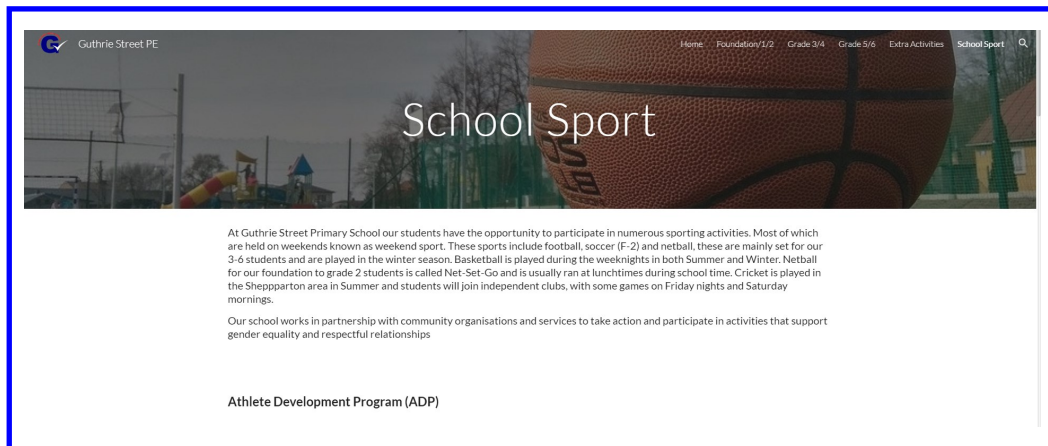 Guthrie Street PE
Home Foundation/1/2 Grade 3/4 Grade 5/6 Extra Activities School Sport
School Sport
At Guthrie Street Primary School our students have the opportunity to participate in numerous sporting activities. Most of which
are held on weekends known as weekend sport. These sports include football, soccer (F-2) and netball, these are mainly set for our
3-6 students and are played in the winter season. Basketball is played during the weeknights in both Summer and Winter. Netball
for our foundation to grade 2 students is called Net-Set-Go and is usually ran at lunchtimes during school time. Cricket is played in
the Sheppparton area in Summer and students will join independent clubs, with some games on Friday nights and Saturday
mornings.
Our school works in partnership with community organisations and services to take action and participate in activities that support
gender equality and respectful relationships
Athlete Development Program (ADP)